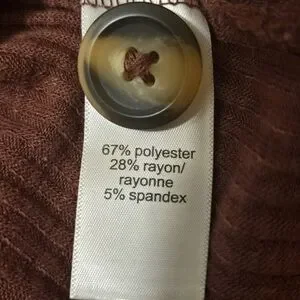 67% polyester
28% rayon/
rayonne
5% spandex